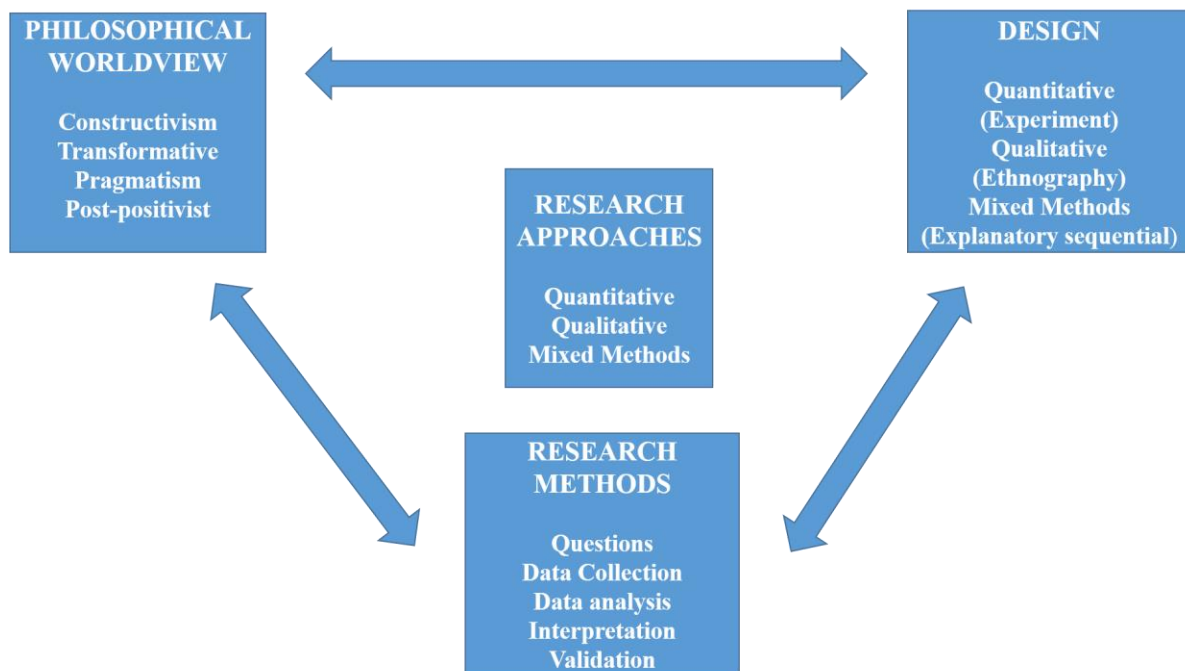 PHILOSOPHICAL
WORLDVIEW
Constructivism
Transformative
Pragmatism
Post-positivist
DESIGN
Quantitative
(Experiment)
Qualitative
(Ethnography)
Mixed Methods
(Explanatory sequential)
RESEARCH
APPROACHES
Quantitative
Qualitative
Mixed Methods
RESEARCH
METHODS
Questions
Data Collection
Data analysis
Interpretation
Validation